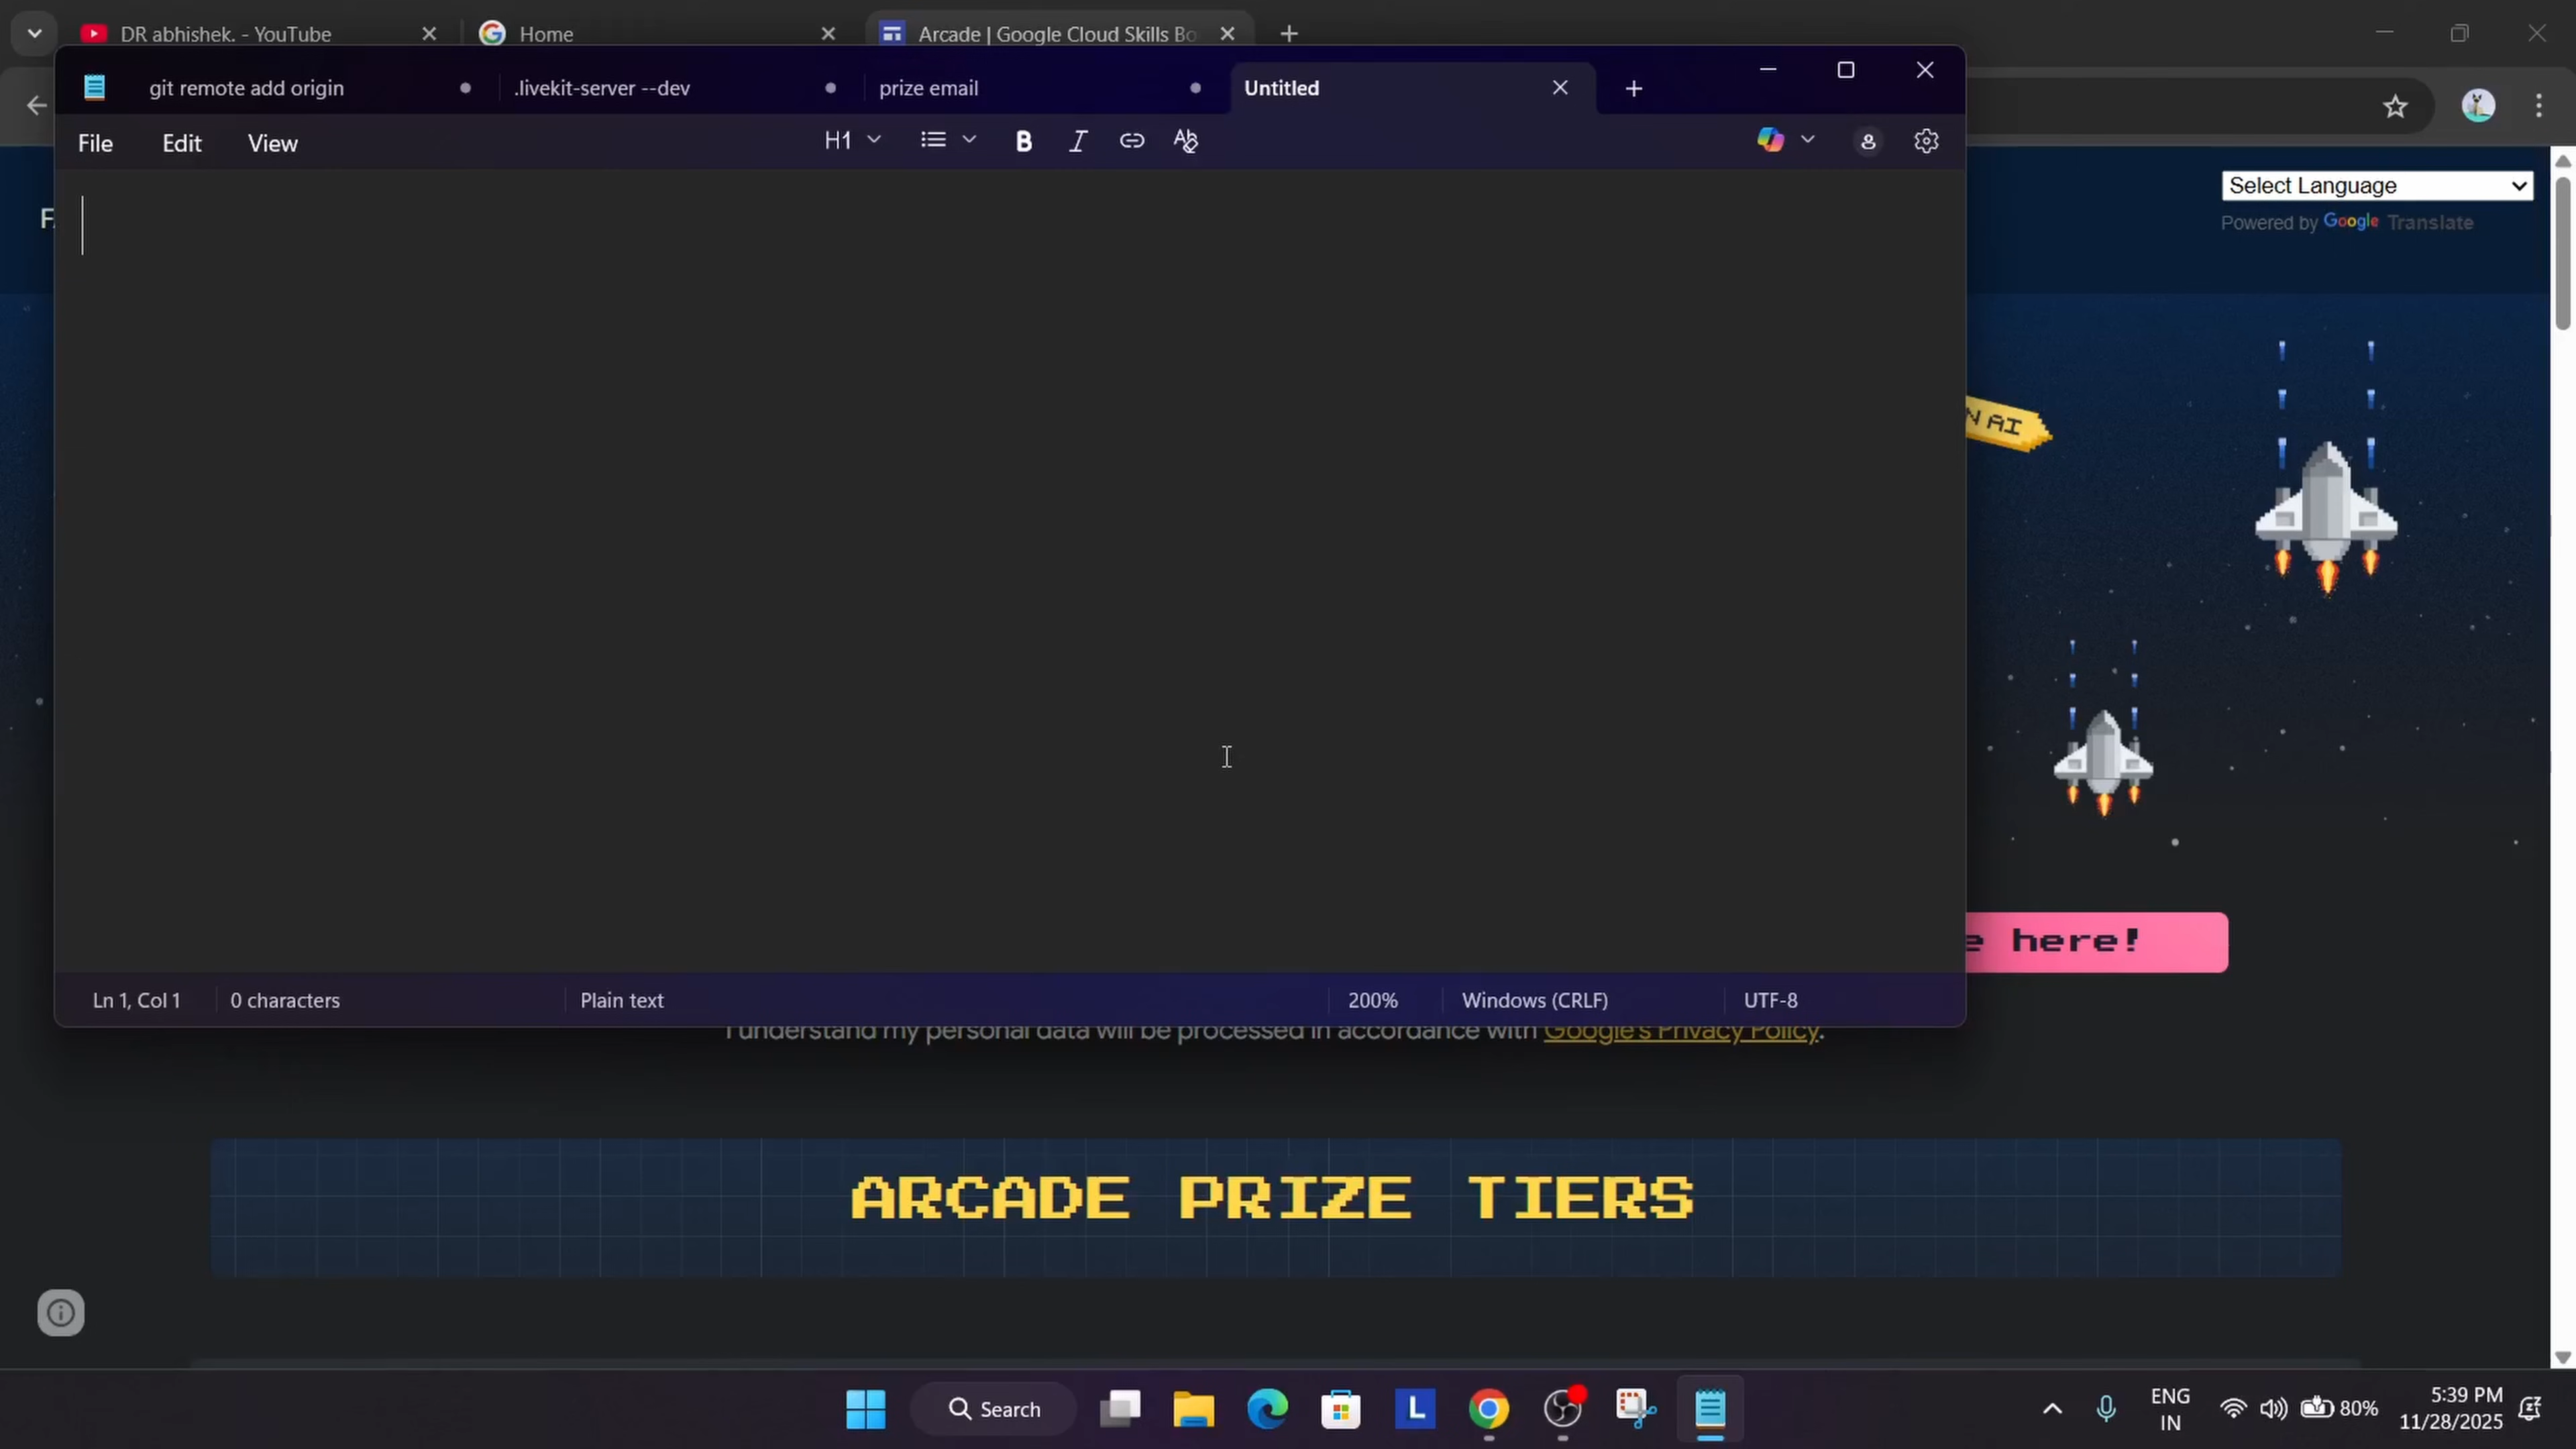 DR abhishek. - YouTube
Home
Arcade | Google Cloud Skills Bo
git remote add origin
.livekit-server --dev
prize email
Untitled
File
Edit
View
H1
Select Language
Powered by Google Translate
N AI
here!
Ln 1, Col 1
0 characters
Plain text
200%
Windows (CRLF)
UTF-8
I understand my personal data will be processed in accordance with Google's Privacy Policy.
ARCADE PRIZE TIERS
Search
L
ENG
IN
80%
5:39 PM
11/28/2025